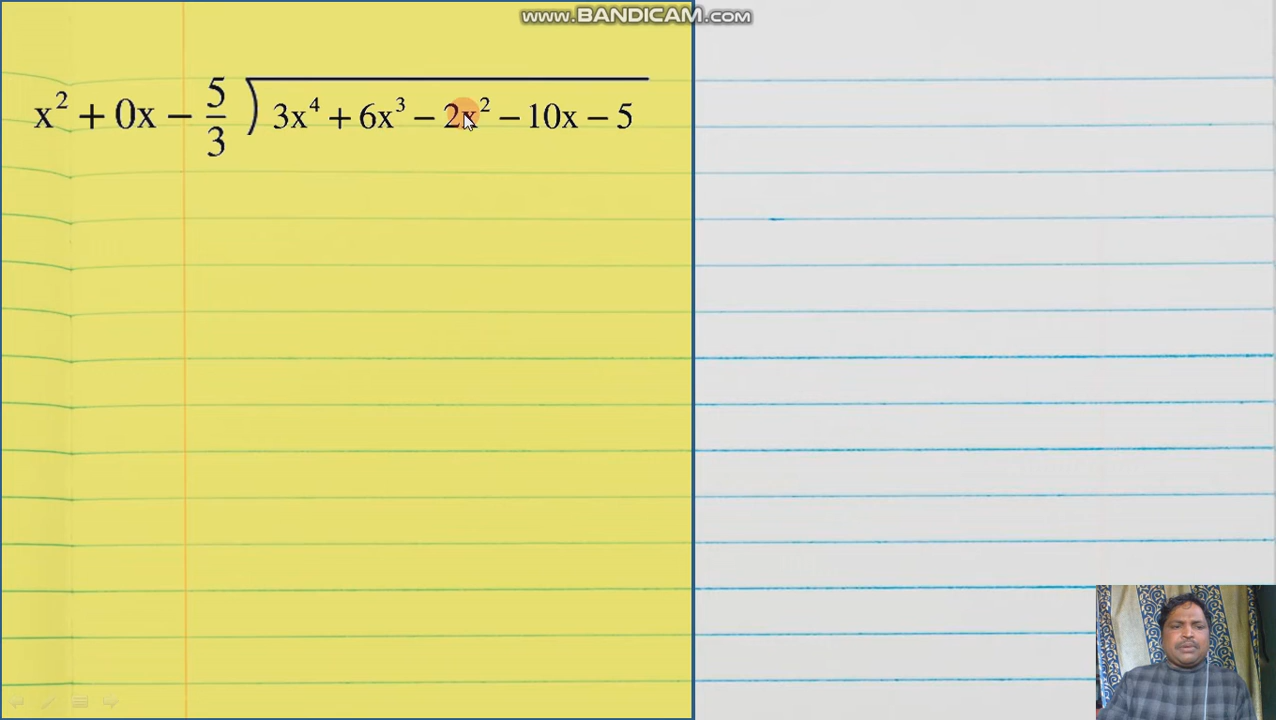 www.BANDICAM.com
x² + 0x − 5/3 ) 3x⁴ + 6x³ − 2x² − 10x − 5